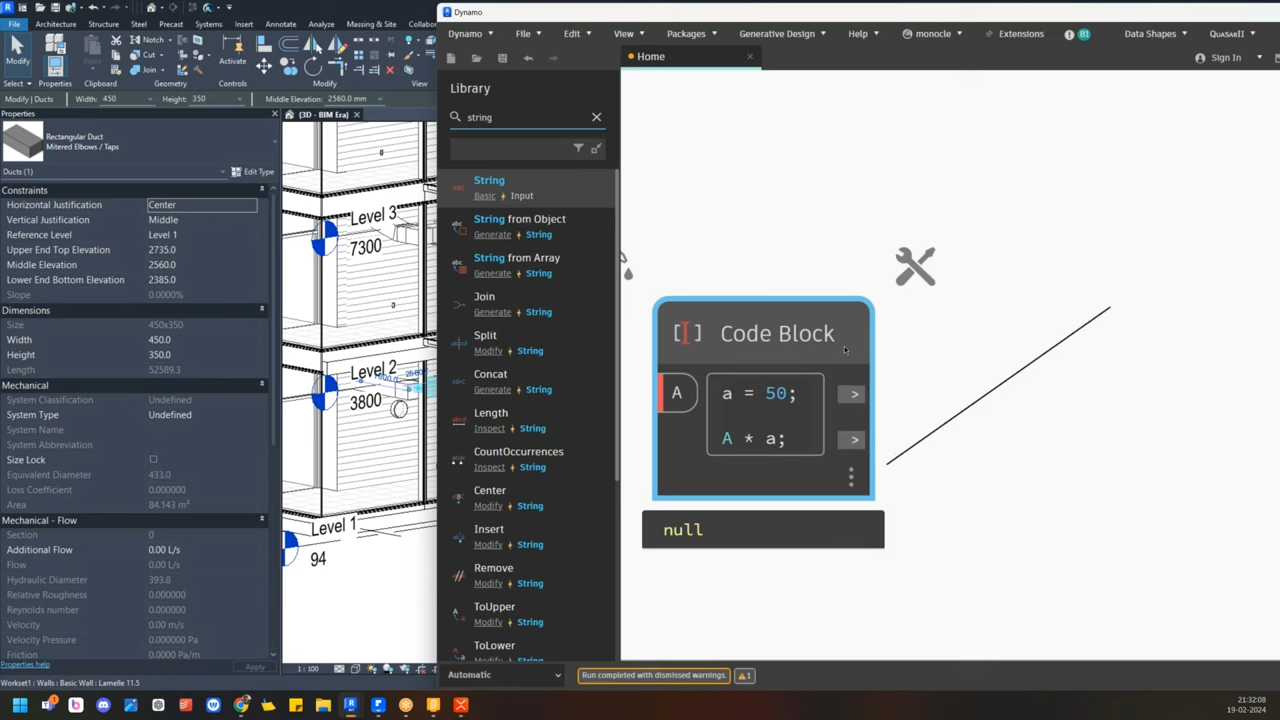 Dynamo
File
Architecture
Structure
Steel
Precast
Systems
Insert
Annotate
Analyze
Massing & Site
Modify
Notch
Cut
Join
Paste
Activate
Select
Properties
Clipboard
Geometry
Controls
Modify
View
Modify | Ducts
Width: 450
Height: 350
Middle Elevation: 2560.0 mm
Properties
(3D - BIM Era)
Rectangular Duct
Mitered Elbows / Taps
Ducts (1)
Edit Type
Constraints
Horizontal Justification Center
Vertical Justification Middle
Reference Level Level 1
Upper End Top Elevation 2735.0
Middle Elevation 2560.0
Lower End Bottom Elevation 2385.0
Slope 0.0000%
Dimensions
Size 450x350
Width 450.0
Height 350.0
Length 52589.3
Mechanical
System Classification Undefined
System Type Undefined
System Name
System Abbreviation
Size Lock
Equivalent Diameter 433.0
Loss Coefficient 0.000000
Area 84.143 m²
Mechanical - Flow
Section 0
Additional Flow 0.00 L/s
Flow 0.00 L/s
Hydraulic Diameter 393.8
Relative Roughness 0.000000
Reynolds number 0.000000
Velocity 0.00 m/s
Velocity Pressure 0.0000 Pa
Friction 0.0000 Pa/m
Properties help
Apply
Workset1 : Walls : Basic Wall : Lamelle 11.5
Level 3
7300
Level 2
3800
Level 1
94
1 : 100
Dynamo
File
Edit
View
Packages
Generative Design
Help
monocle
Extensions
81
Data Shapes
QUASARII
Home
Sign In
Library
string
String
Basic Input
String from Object
Generate String
String from Array
Generate String
Join
Generate String
Split
Modify String
Concat
Generate String
Length
Inspect String
CountOccurrences
Inspect String
Center
Modify String
Insert
Modify String
Remove
Modify String
ToUpper
Modify String
ToLower
Code Block
A
a = 50;
>
A * a;
>
null
Automatic
Run completed with dismissed warnings.
1
21:32:08
19-02-2024